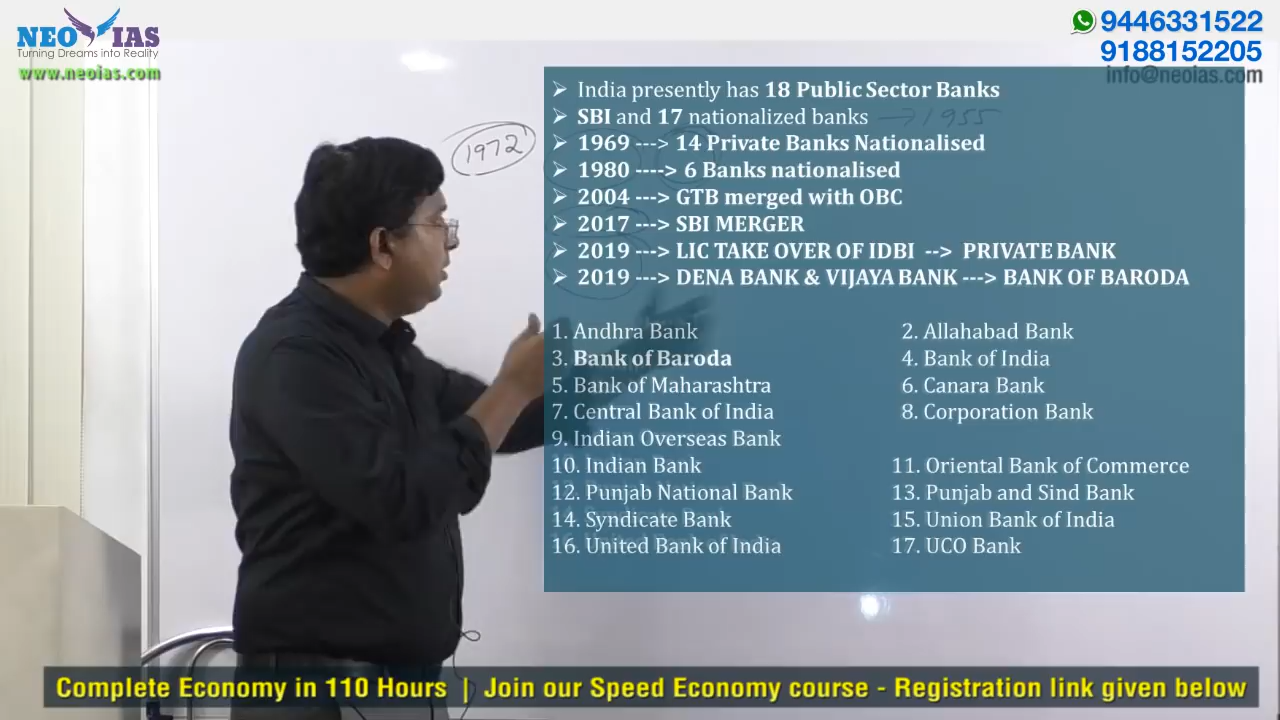 NEO IAS
Turning Dreams into Reality
www.neoias.com
9446331522
9188152205
info@neoias.com
➢ India presently has 18 Public Sector Banks
➢ SBI and 17 nationalized banks → 1955
1972
➢ 1969 ---> 14 Private Banks Nationalised
➢ 1980 ----> 6 Banks nationalised
➢ 2004 ---> GTB merged with OBC
➢ 2017 ---> SBI MERGER
➢ 2019 ---> LIC TAKE OVER OF IDBI --> PRIVATE BANK
➢ 2019 ---> DENA BANK & VIJAYA BANK ---> BANK OF BARODA
1. Andhra Bank 2. Allahabad Bank
3. Bank of Baroda 4. Bank of India
5. Bank of Maharashtra 6. Canara Bank
7. Central Bank of India 8. Corporation Bank
9. Indian Overseas Bank
10. Indian Bank 11. Oriental Bank of Commerce
12. Punjab National Bank 13. Punjab and Sind Bank
14. Syndicate Bank 15. Union Bank of India
16. United Bank of India 17. UCO Bank
Complete Economy in 110 Hours | Join our Speed Economy course - Registration link given below